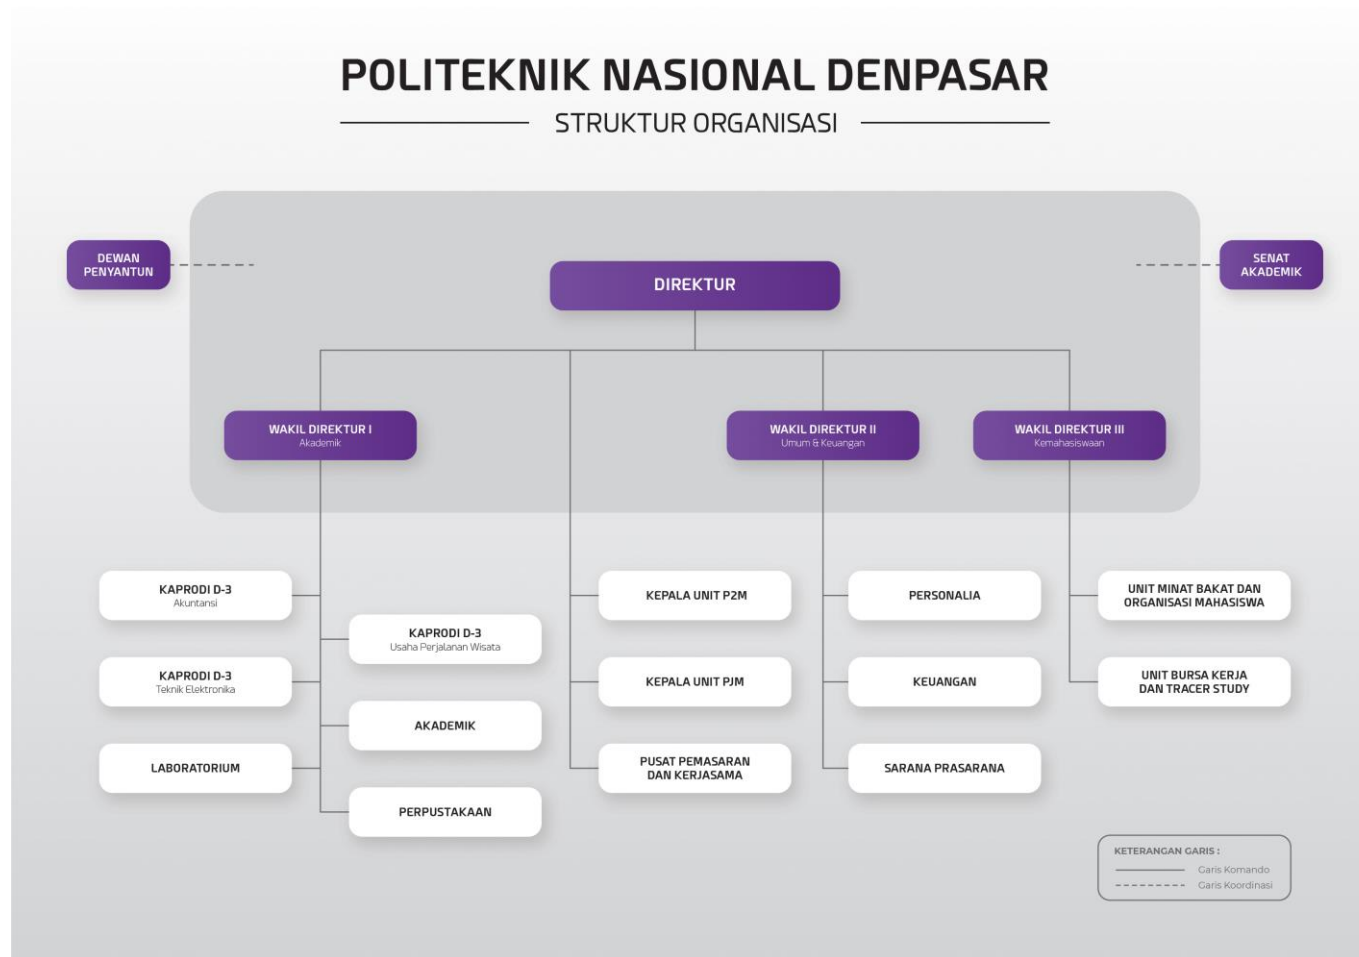 POLITEKNIK NASIONAL DENPASAR
STRUKTUR ORGANISASI
DEWAN
PENYANTUN
SENAT
AKADEMIK
DIREKTUR
WAKIL DIREKTUR I
Akademik
WAKIL DIREKTUR II
Umum & Keuangan
WAKIL DIREKTUR III
Kemahasiswaan
KAPRODI D-3
Akuntansi
KAPRODI D-3
Usaha Perjalanan Wisata
KAPRODI D-3
Teknik Elektronika
AKADEMIK
LABORATORIUM
PERPUSTAKAAN
KEPALA UNIT P2M
KEPALA UNIT PJM
PUSAT PEMASARAN
DAN KERJASAMA
PERSONALIA
KEUANGAN
SARANA PRASARANA
UNIT MINAT BAKAT DAN
ORGANISASI MAHASISWA
UNIT BURSA KERJA
DAN TRACER STUDY
KETERANGAN GARIS :
Garis Komando
Garis Koordinasi